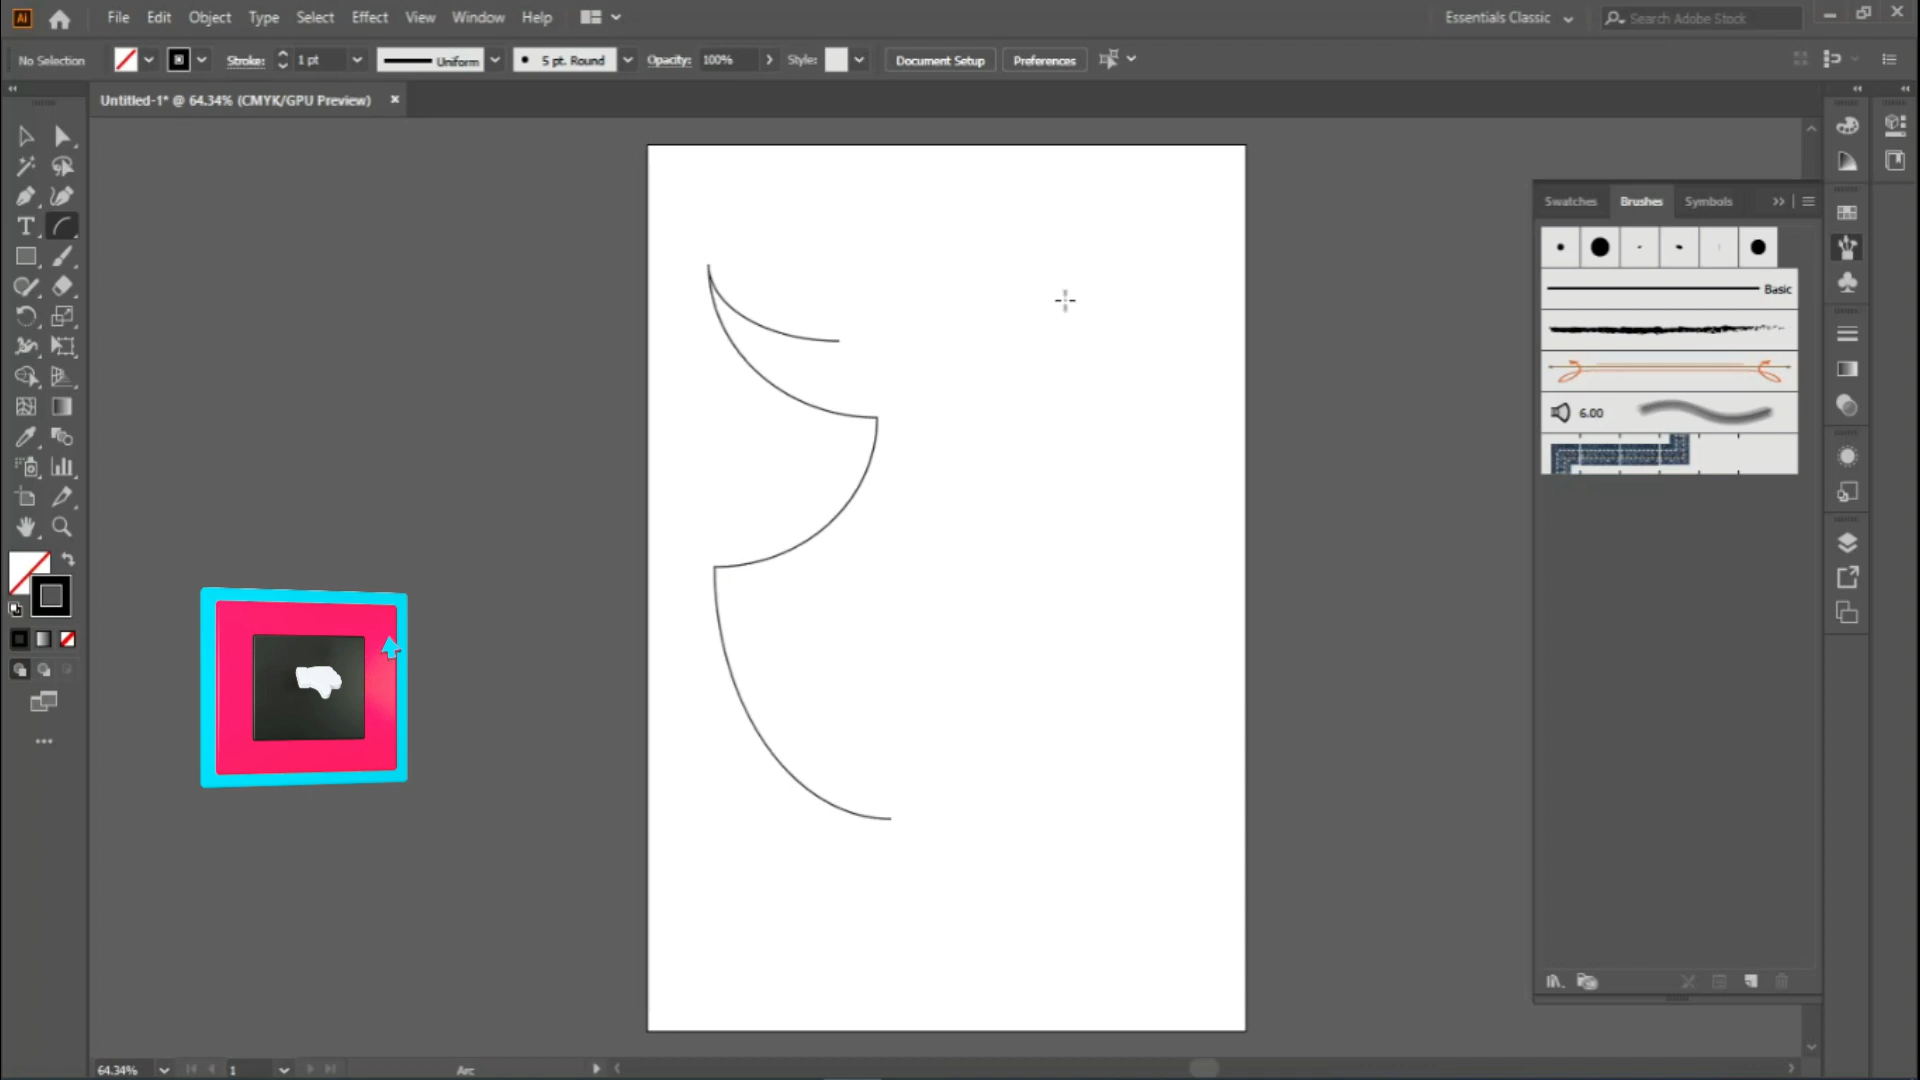 Ai File Edit Object Type Select Effect View Window Help Essentials Classic Search Adobe Stock
No Selection Stroke: 1 pt Uniform 5 pt. Round Opacity: 100% Style: Document Setup Preferences
Untitled-1* @ 64.34% (CMYK/GPU Preview) ×
Swatches Brushes Symbols
T
Basic
6.00
64.34% 1 Arc